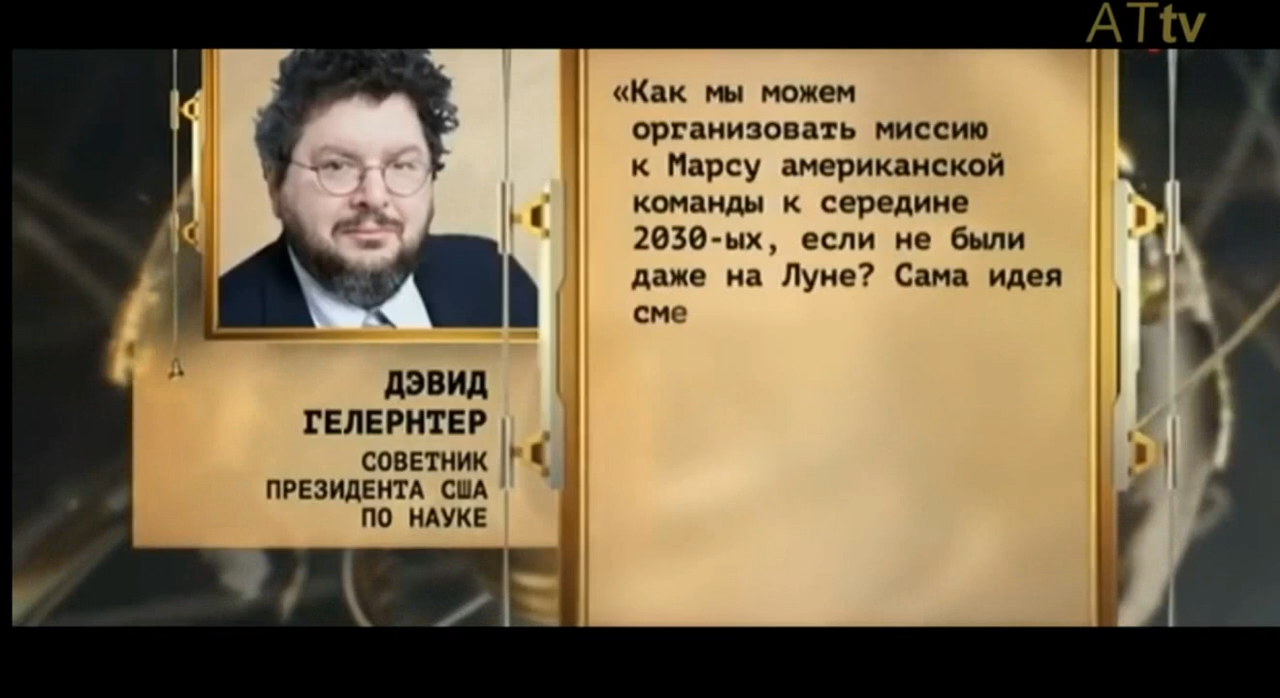 ATtv
«Как мы можем
организовать миссию
к Марсу американской
команды к середине
2030-ых, если не были
даже на Луне? Сама идея
сме
ДЭВИД
ГЕЛЕРНТЕР
СОВЕТНИК
ПРЕЗИДЕНТА США
ПО НАУКЕ